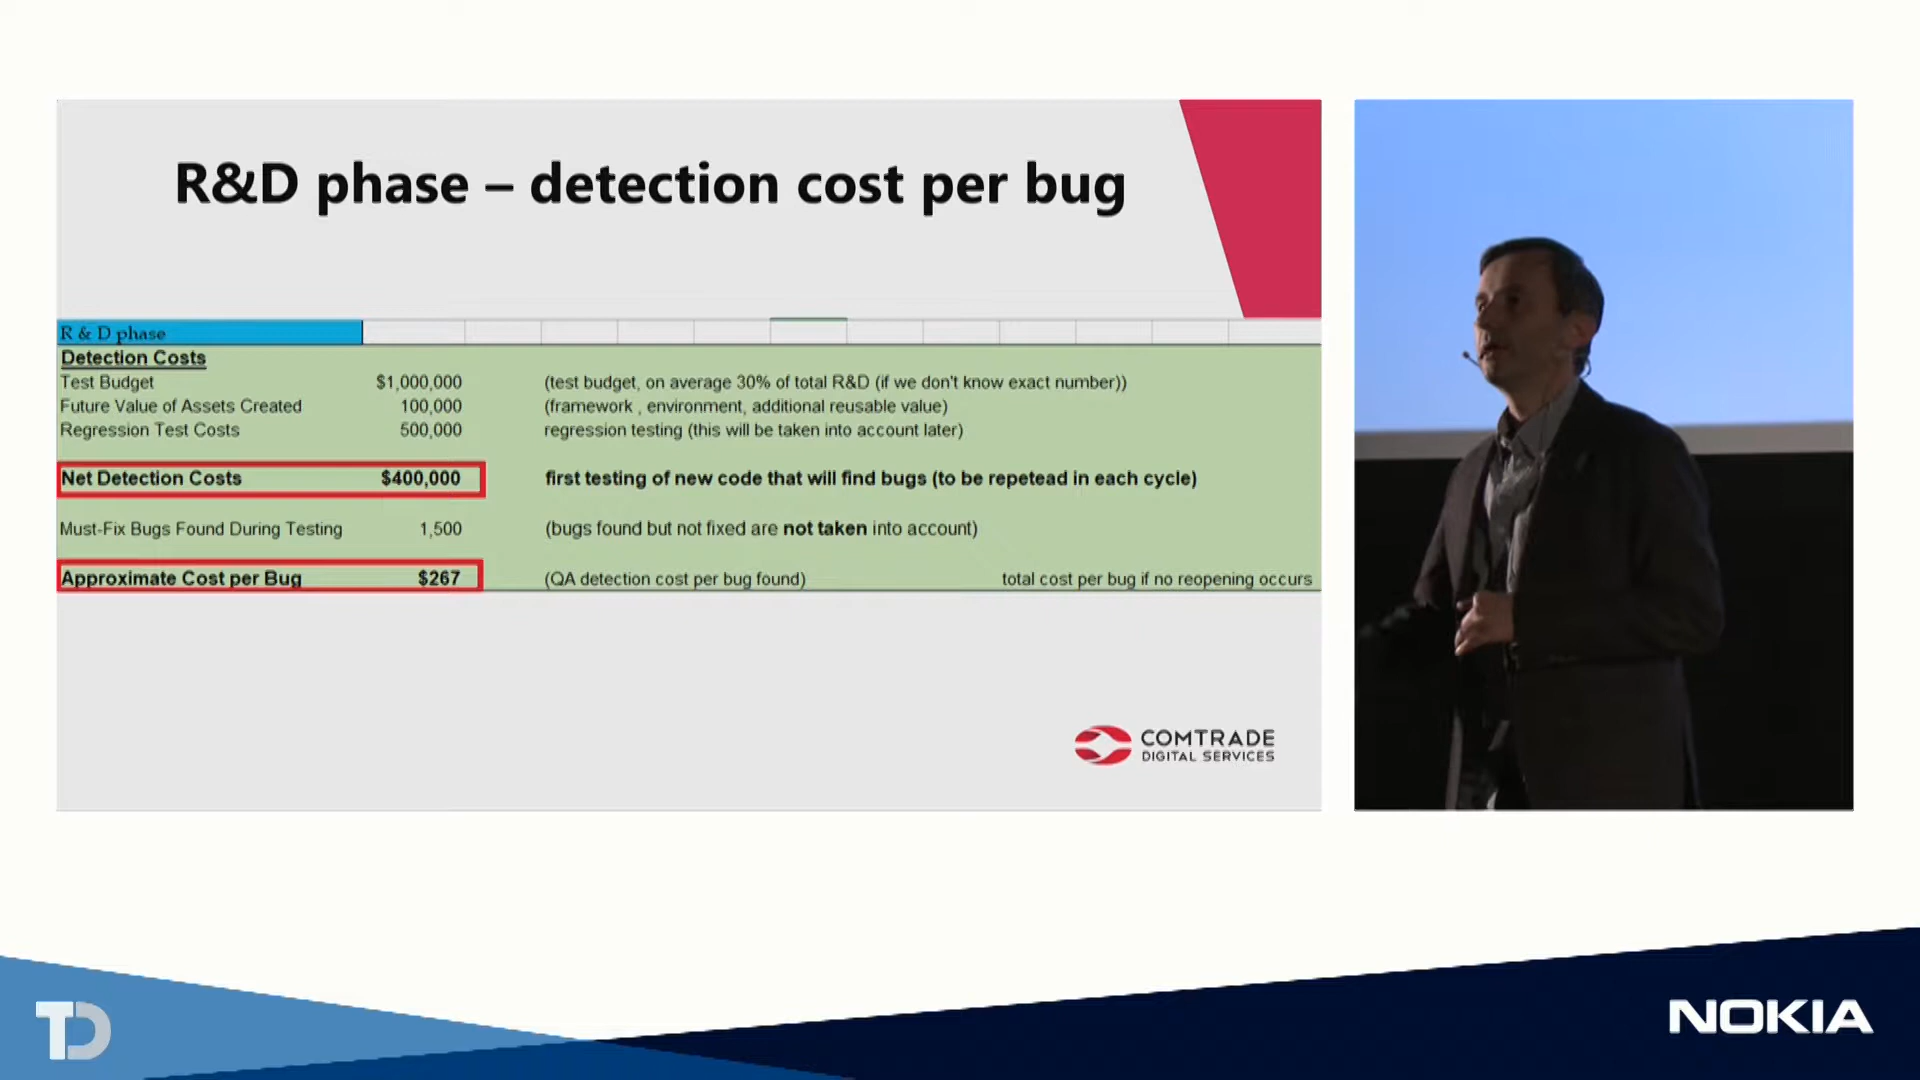 R&D phase – detection cost per bug
R & D phase
Detection Costs
Test Budget $1,000,000 (test budget, on average 30% of total R&D (if we don't know exact number))
Future Value of Assets Created 100,000 (framework , environment, additional reusable value)
Regression Test Costs 500,000 regression testing (this will be taken into account later)
Net Detection Costs $400,000 first testing of new code that will find bugs (to be repetead in each cycle)
Must-Fix Bugs Found During Testing 1,500 (bugs found but not fixed are not taken into account)
Approximate Cost per Bug $267 (QA detection cost per bug found) total cost per bug if no reopening occurs
COMTRADE
DIGITAL SERVICES
TD
NOKIA